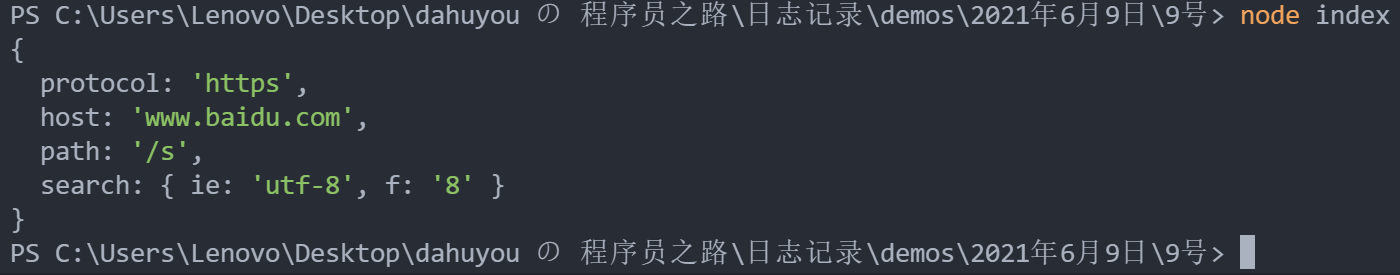 PS C:\Users\Lenovo\Desktop\dahuyou の 程序员之路\日志记录\demos\2021年6月9日\9号> node index
{
  protocol: 'https',
  host: 'www.baidu.com',
  path: '/s',
  search: { ie: 'utf-8', f: '8' }
}
PS C:\Users\Lenovo\Desktop\dahuyou の 程序员之路\日志记录\demos\2021年6月9日\9号>